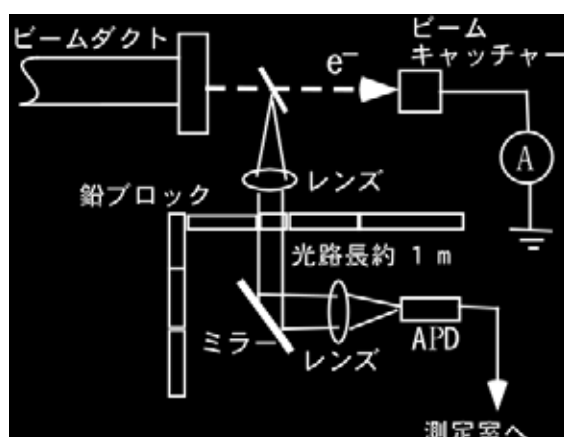 ビームダクト
ビーム
キャッチャー
e⁻
A
レンズ
鉛ブロック
光路長約 1 m
ミラー
レンズ
APD
測定室へ